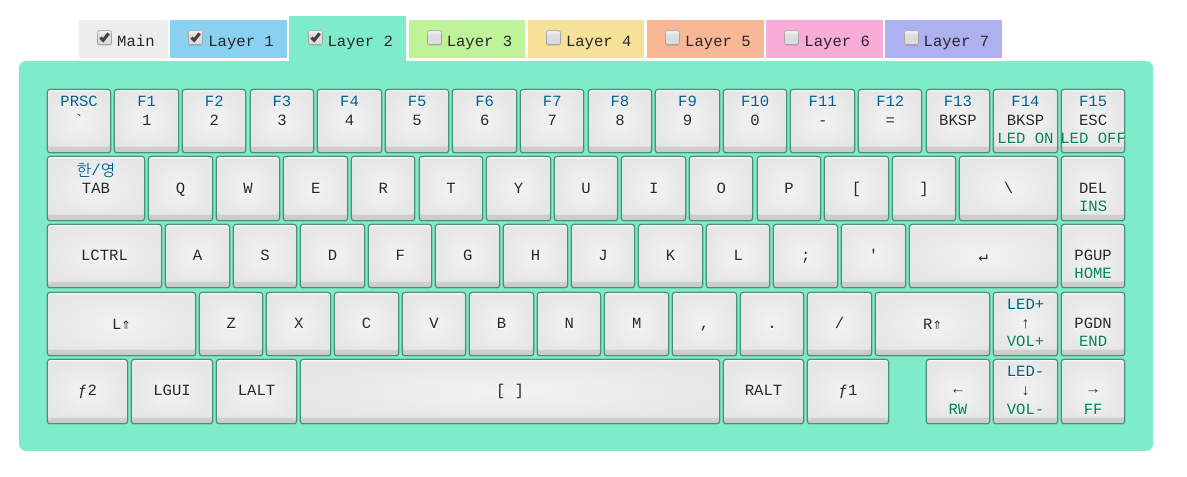 Main Layer 1 Layer 2 Layer 3 Layer 4 Layer 5 Layer 6 Layer 7
PRSC F1 F2 F3 F4 F5 F6 F7 F8 F9 F10 F11 F12 F13 F14 F15
` 1 2 3 4 5 6 7 8 9 0 - = BKSP BKSP ESC
LED ON LED OFF
한/영
TAB Q W E R T Y U I O P [ ] \ DEL
INS
LCTRL A S D F G H J K L ; ' ↵ PGUP
HOME
LED+
L⇑ Z X C V B N M , . / R⇑ ↑ PGDN
VOL+ END
LED-
ƒ2 LGUI LALT [ ] RALT ƒ1 ← ↓ →
RW VOL- FF